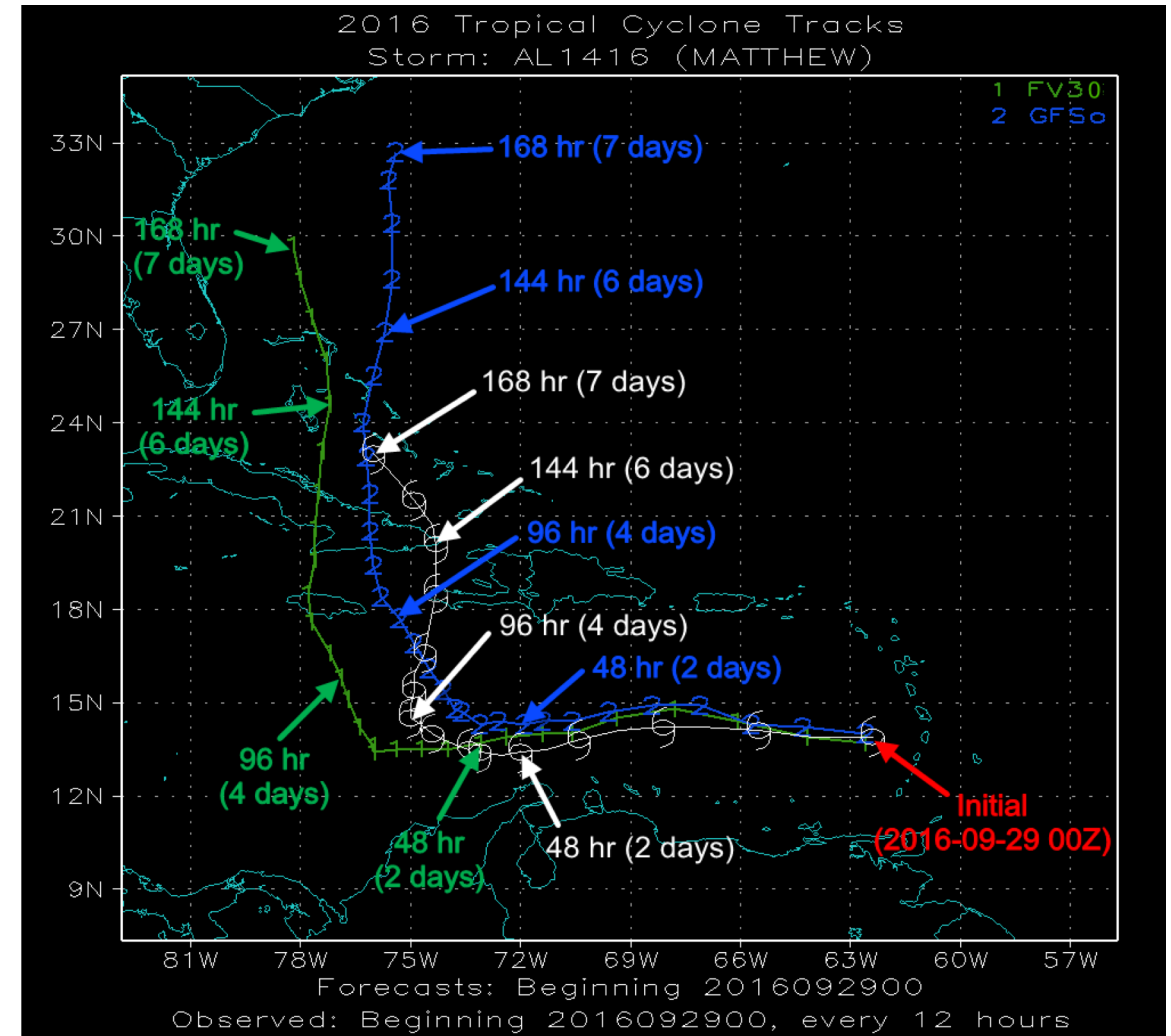 2016 Tropical Cyclone Tracks
Storm: AL1416 (MATTHEW)
1 FV3O
2 GFSo
33N
168 hr (7 days)
30N
168 hr
(7 days)
144 hr (6 days)
27N
168 hr (7 days)
144 hr
(6 days)
24N
144 hr (6 days)
21N
96 hr (4 days)
18N
96 hr (4 days)
48 hr (2 days)
15N
96 hr
(4 days)
12N
Initial
(2016-09-29 00Z)
48 hr
(2 days)
48 hr (2 days)
9N
81W 78W 75W 72W 69W 66W 63W 60W 57W
Forecasts: Beginning 2016092900
Observed: Beginning 2016092900, every 12 hours